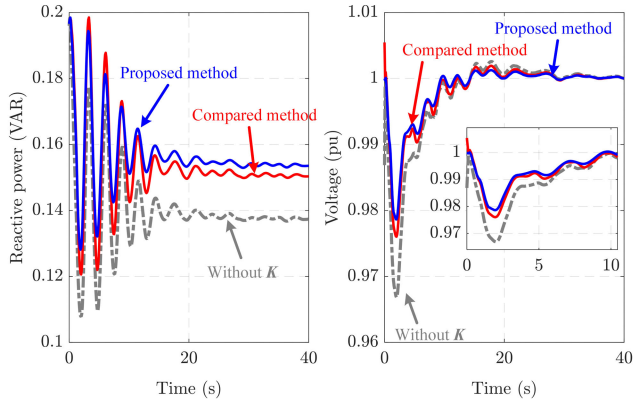 Reactive power (VAR)
0.2
0.18
0.16
0.14
0.12
0.1
Proposed method
Compared method
Without K
0
20
40
Time (s)
Voltage (pu)
1.01
1
0.99
0.98
0.97
0.96
Compared method
Proposed method
1
0.99
0.98
0.97
0
5
10
Without K
0
20
40
Time (s)